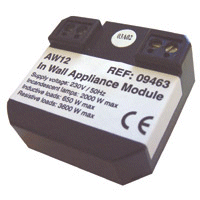 03A02
REF: 09463
AW12
In Wall Appliance Module
Supply voltage: 230V / 50Hz
Incandescent lamps: 2000 W max
Inductive loads: 650 W max
Resistive loads: 3600 W max